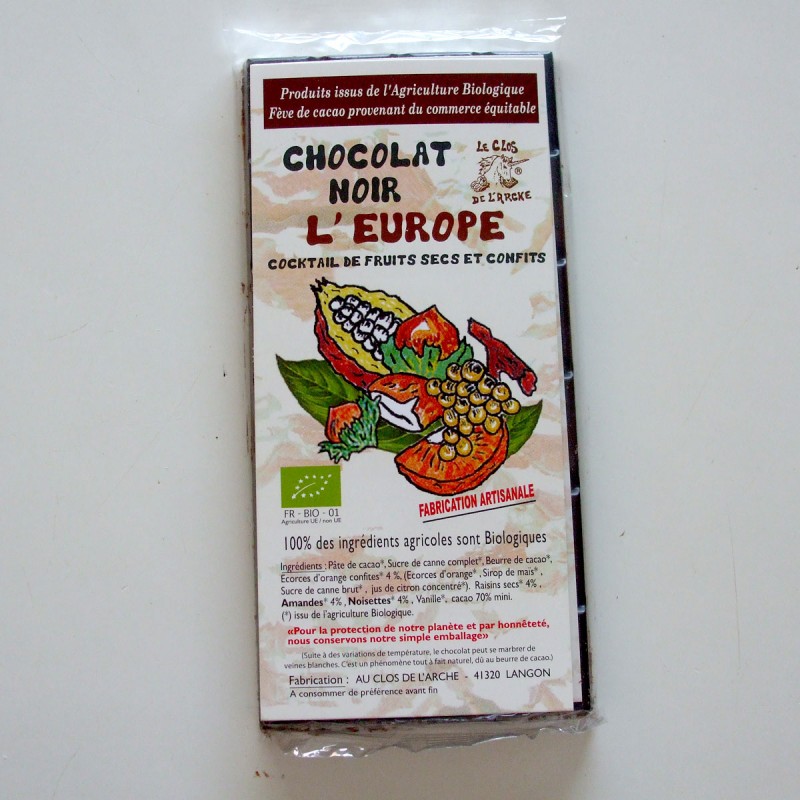 Produits issus de l'Agriculture Biologique
Fève de cacao provenant du commerce équitable
CHOCOLAT
NOIR
L'EUROPE
LE CLOS
®
DE L'ARCHE
COCKTAIL DE FRUITS SECS ET CONFITS
FABRICATION ARTISANALE
FR - BIO - 01
Agriculture UE / non UE
100% des ingrédients agricoles sont Biologiques
Ingrédients : Pâte de cacao*, Sucre de canne complet*, Beurre de cacao*,
Ecorces d'orange confites* 4 %, (Ecorces d'orange* , Sirop de maïs* ,
Sucre de canne brut* , jus de citron concentré*). Raisins secs* 4% ,
Amandes* 4% , Noisettes* 4% , Vanille*, cacao 70% mini.
(*) issu de l'agriculture Biologique.
«Pour la protection de notre planète et par honnêteté,
nous conservons notre simple emballage»
(Suite à des variations de température, le chocolat peut se marbrer de
veines blanches. C'est un phénomène tout à fait naturel, dû au beurre de cacao.)
Fabrication : AU CLOS DE L'ARCHE - 41320 LANGON
A consommer de préférence avant fin